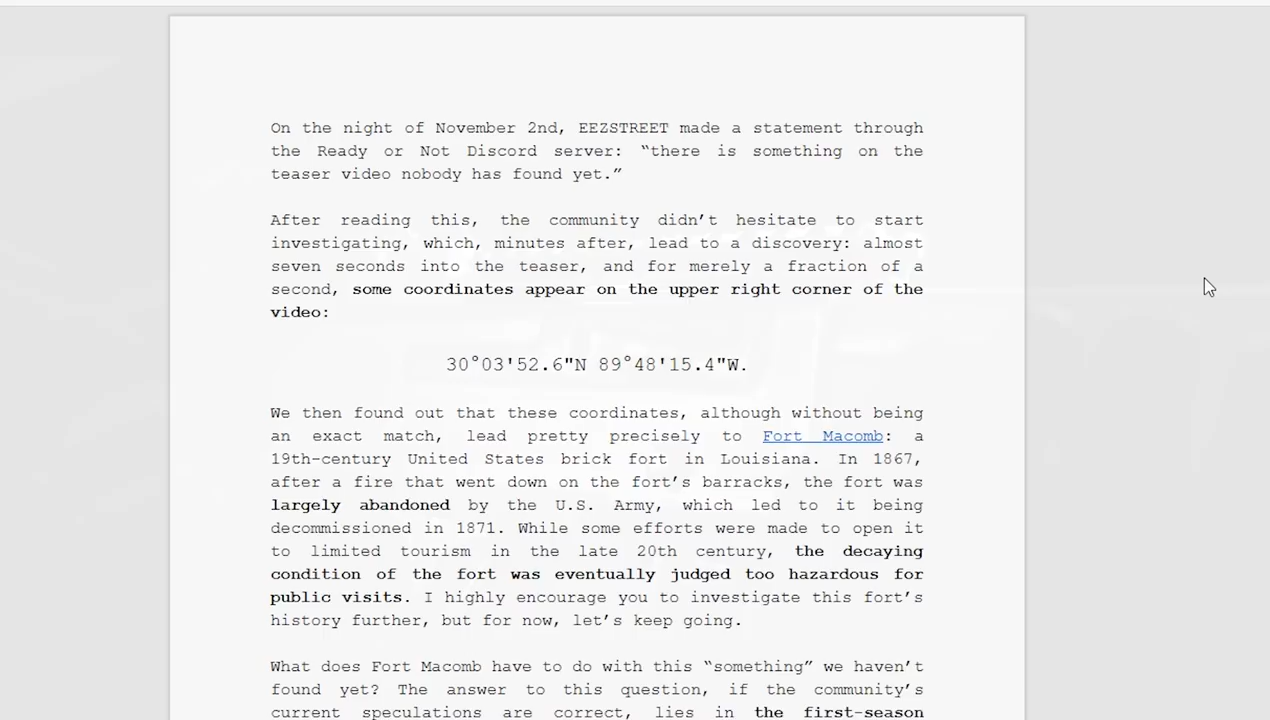 On the night of November 2nd, EEZSTREET made a statement through
the Ready or Not Discord server: “there is something on the
teaser video nobody has found yet.”
After reading this, the community didn’t hesitate to start
investigating, which, minutes after, lead to a discovery: almost
seven seconds into the teaser, and for merely a fraction of a
second, some coordinates appear on the upper right corner of the
video:
30°03'52.6"N 89°48'15.4"W.
We then found out that these coordinates, although without being
an exact match, lead pretty precisely to Fort Macomb: a
19th-century United States brick fort in Louisiana. In 1867,
after a fire that went down on the fort’s barracks, the fort was
largely abandoned by the U.S. Army, which led to it being
decommissioned in 1871. While some efforts were made to open it
to limited tourism in the late 20th century, the decaying
condition of the fort was eventually judged too hazardous for
public visits. I highly encourage you to investigate this fort’s
history further, but for now, let’s keep going.
What does Fort Macomb have to do with this “something” we haven’t
found yet? The answer to this question, if the community’s
current speculations are correct, lies in the first-season